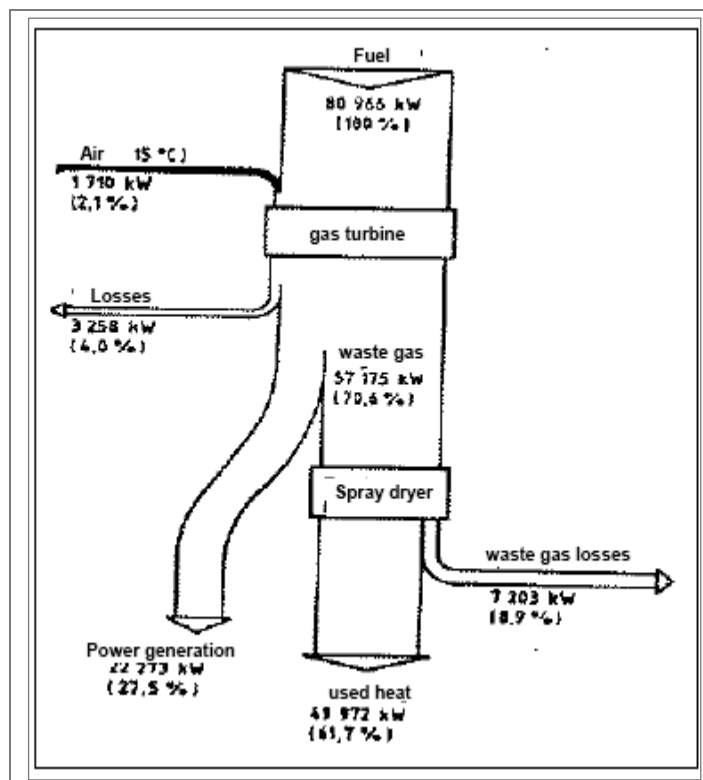 Fuel
80 966 kW
(100 %)
Air 15 °C)
1 710 kW
(2,1 %)
gas turbine
Losses
3 258 kW
(4,0 %)
waste gas
57 175 kW
(70,6 %)
Spray dryer
waste gas losses
7 203 kW
(8,9 %)
Power generation
kW
(27,5 %)
used heat
49 972 kW
(61,7 %)